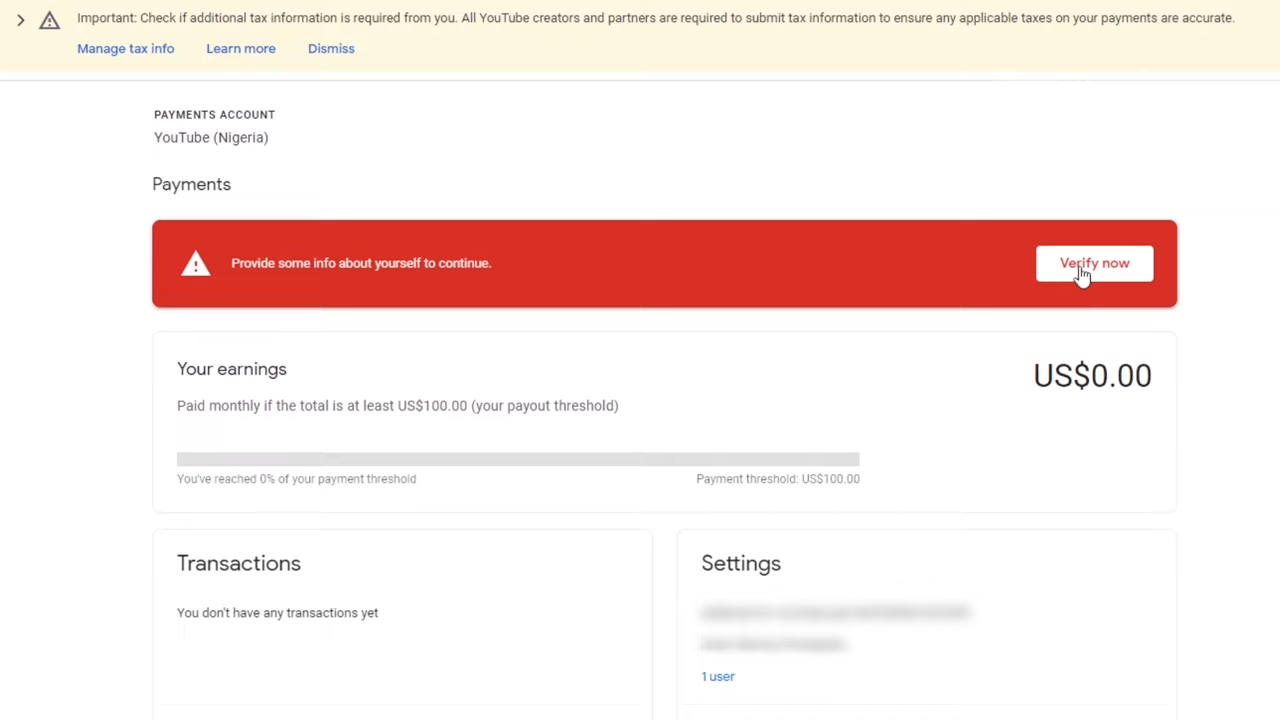 Important: Check if additional tax information is required from you. All YouTube creators and partners are required to submit tax information to ensure any applicable taxes on your payments are accurate.
Manage tax info Learn more Dismiss
PAYMENTS ACCOUNT
YouTube (Nigeria)
Payments
Provide some info about yourself to continue.
Verify now
Your earnings
US$0.00
Paid monthly if the total is at least US$100.00 (your payout threshold)
You've reached 0% of your payment threshold
Payment threshold: US$100.00
Transactions
You don't have any transactions yet
Settings
1 user